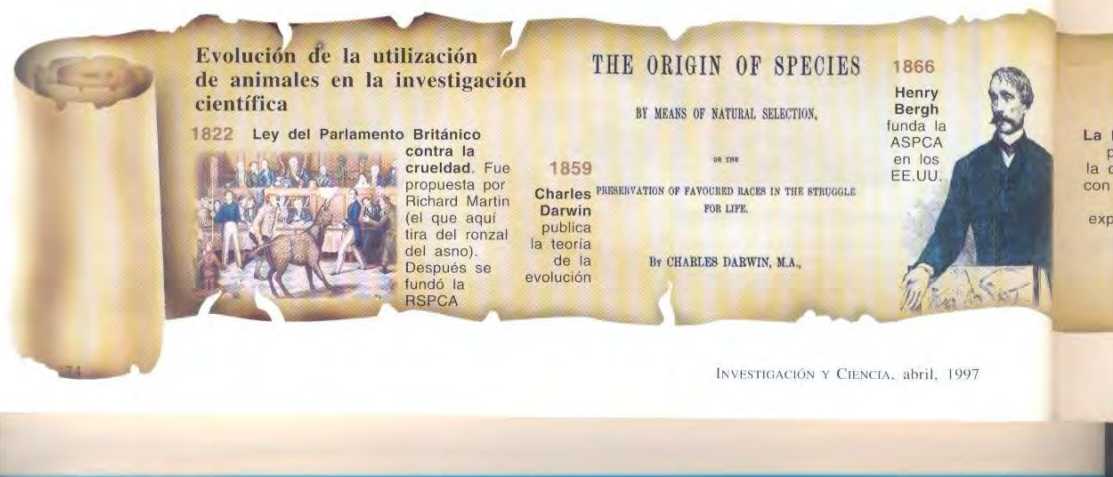 Evolución de la utilización
de animales en la investigación
científica
1822 Ley del Parlamento Británico
contra la
crueldad. Fue
propuesta por
Richard Martin
(el que aquí
tira del ronzal
del asno).
Después se
fundó la
RSPCA
1859
Charles
Darwin
publica
la teoría
de la
evolución
THE ORIGIN OF SPECIES
BY MEANS OF NATURAL SELECTION,
OR THE
PRESERVATION OF FAVOURED RACES IN THE STRUGGLE
FOR LIFE.
BY CHARLES DARWIN, M.A.,
1866
Henry
Bergh
funda la
ASPCA
en los
EE.UU.
La
la
con
exp
74
INVESTIGACIÓN Y CIENCIA, abril, 1997